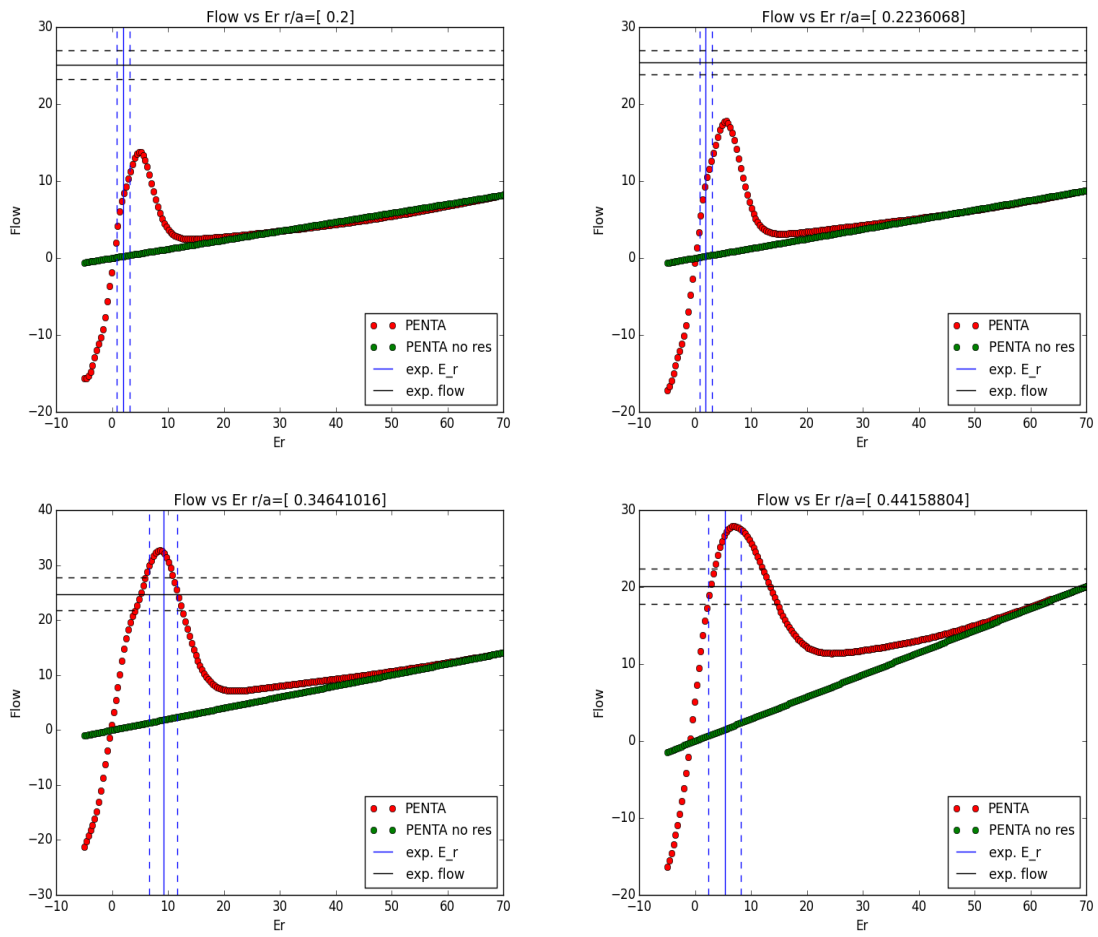 Flow vs Er r/a=[ 0.2]
30
20
10
0
−10
−20
Flow
−10 0 10 20 30 40 50 60 70
Er
PENTA
PENTA no res
exp. E_r
exp. flow
Flow vs Er r/a=[ 0.2236068]
30
20
10
0
−10
−20
Flow
−10 0 10 20 30 40 50 60 70
Er
PENTA
PENTA no res
exp. E_r
exp. flow
Flow vs Er r/a=[ 0.34641016]
40
30
20
10
0
−10
−20
−30
Flow
−10 0 10 20 30 40 50 60 70
Er
PENTA
PENTA no res
exp. E_r
exp. flow
Flow vs Er r/a=[ 0.44158804]
30
20
10
0
−10
−20
Flow
−10 0 10 20 30 40 50 60 70
Er
PENTA
PENTA no res
exp. E_r
exp. flow